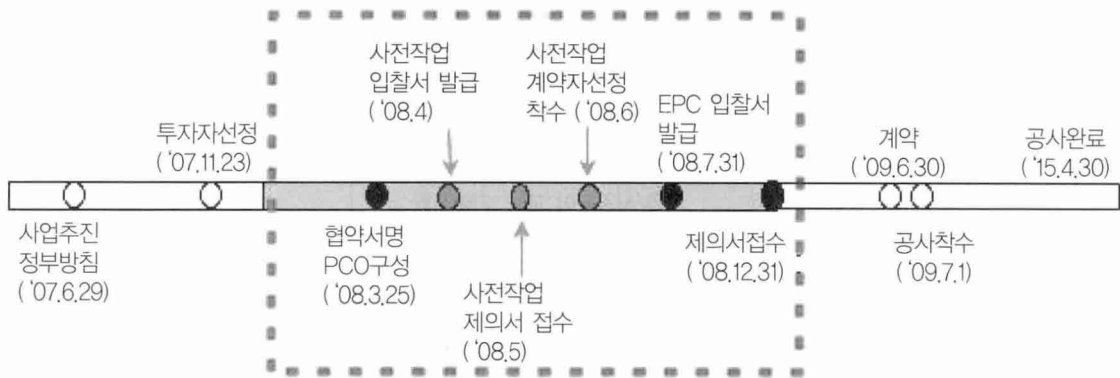 사전작업
입찰서 발급
( ‘08.4)
사전작업
계약자선정
착수 ( ‘08.6)
EPC 입찰서
발급
( ‘08.7.31)
투자자선정
( ‘07.11.23)
계약
( ‘09.6.30)
공사완료
( ‘15.4.30)
사업추진
정부방침
( ‘07.6.29)
협약서명
PCO구성
( ‘08.3.25)
사전작업
제의서 접수
( ‘08.5)
제의서접수
( ‘08.12.31)
공사착수
( ‘09.7.1)